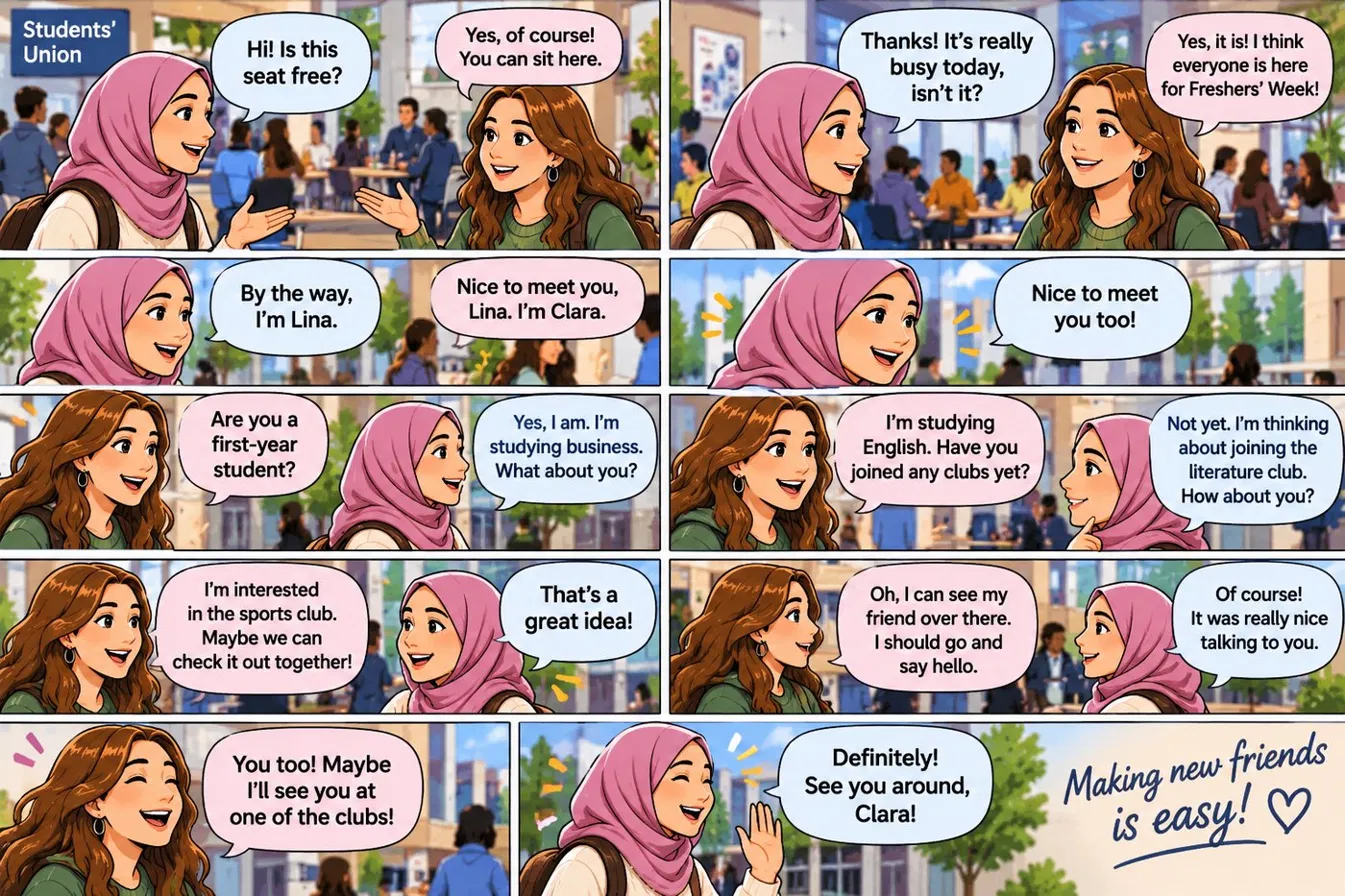 Students'
Union
Hi! Is this
seat free?
Yes, of course!
You can sit here.
Thanks! It's really
busy today,
isn't it?
Yes, it is! I think
everyone is here
for Freshers' Week!
By the way,
I'm Lina.
Nice to meet you,
Lina. I'm Clara.
Nice to meet
you too!
Are you a
first-year
student?
Yes, I am. I'm
studying business.
What about you?
I'm studying
English. Have you
joined any clubs yet?
Not yet. I'm thinking
about joining the
literature club.
How about you?
I'm interested
in the sports club.
Maybe we can
check it out together!
That's a
great idea!
Oh, I can see my
friend over there.
I should go and
say hello.
Of course!
It was really nice
talking to you.
You too! Maybe
I'll see you at
one of the clubs!
Definitely!
See you around,
Clara!
Making new friends
is easy!